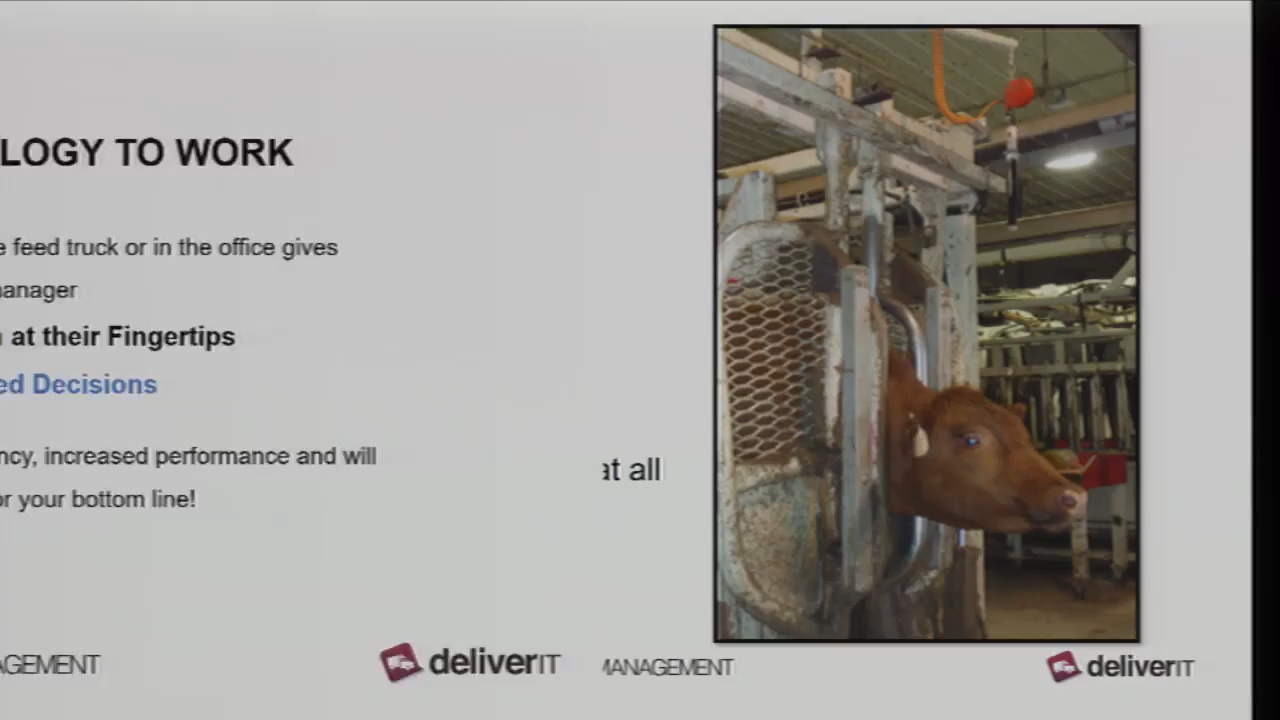 LOGY TO WORK
e feed truck or in the office gives
anager
at their Fingertips
ed Decisions
ncy, increased performance and will
or your bottom line!
at all
AGEMENT
deliverIT
MANAGEMENT
deliverIT